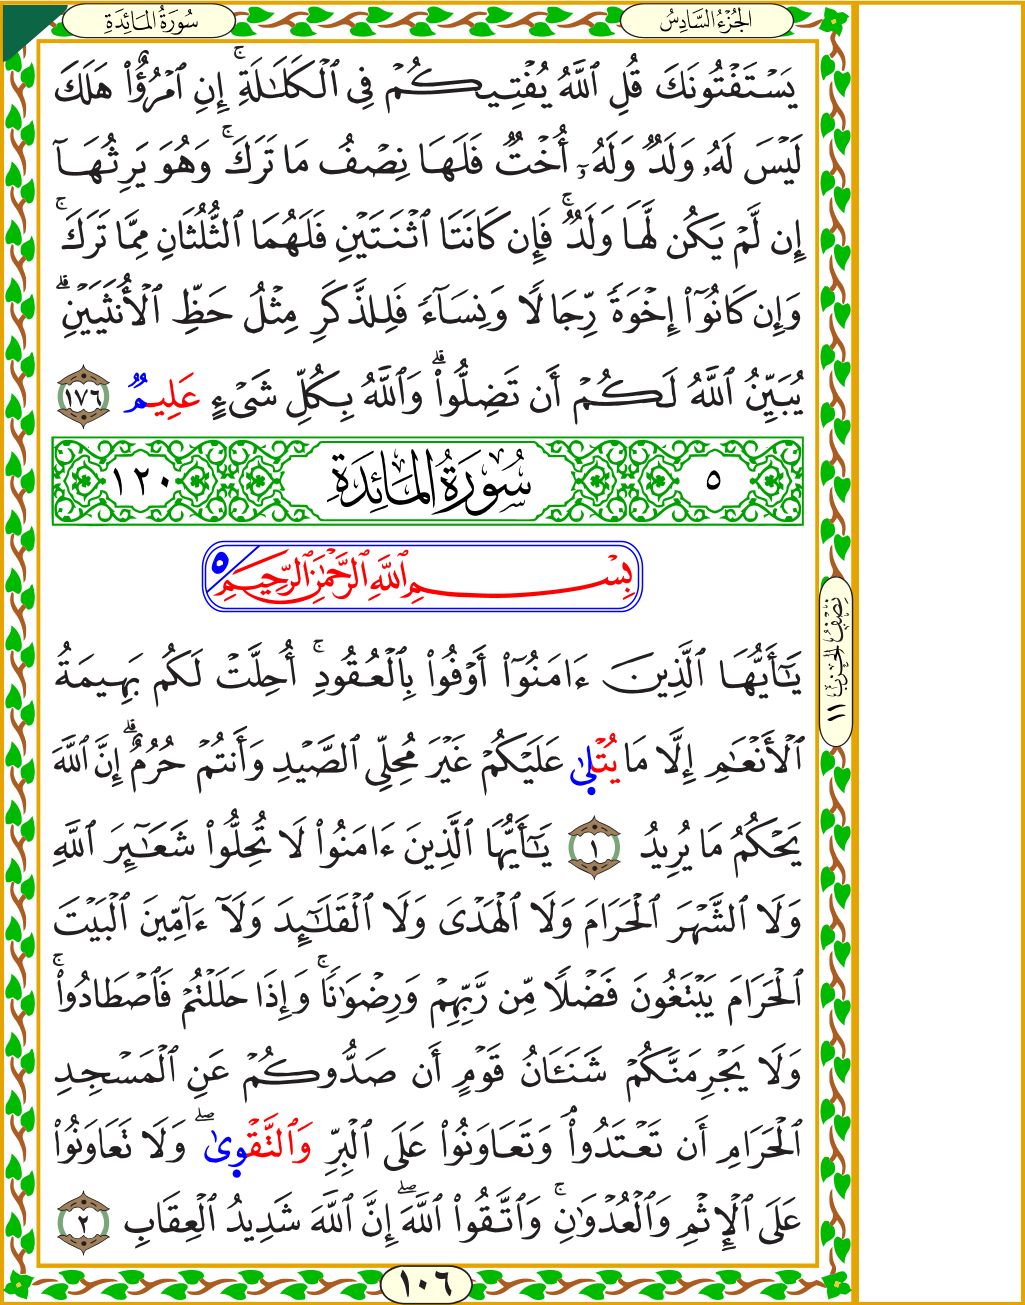 الجُزْءُ السَّادِسُ
سُورَةُ المَائِدَةِ
يَسْتَفْتُونَكَ قُلِ ٱللَّهُ يُفْتِيكُمْ فِى ٱلْكَلَـٰلَةِ ۚ إِنِ ٱمْرُؤٌا۟ هَلَكَ
لَيْسَ لَهُۥ وَلَدٌ وَلَهُۥٓ أُخْتٌ فَلَهَا نِصْفُ مَا تَرَكَ ۚ وَهُوَ يَرِثُهَآ
إِن لَّمْ يَكُن لَّهَا وَلَدٌ ۚ فَإِن كَانَتَا ٱثْنَتَيْنِ فَلَهُمَا ٱلثُّلُثَانِ مِمَّا تَرَكَ ۚ
وَإِن كَانُوٓا۟ إِخْوَةً رِّجَالًا وَنِسَآءً فَلِلذَّكَرِ مِثْلُ حَظِّ ٱلْأُنثَيَيْنِ ۗ
يُبَيِّنُ ٱللَّهُ لَكُمْ أَن تَضِلُّوا۟ ۗ وَٱللَّهُ بِكُلِّ شَىْءٍ عَلِيمٌۢ ١٧٦
٥ سُورَةُ المَائِدَةِ ١٢٠
بِسْمِ ٱللَّهِ ٱلرَّحْمَـٰنِ ٱلرَّحِيمِ ٥
يَـٰٓأَيُّهَا ٱلَّذِينَ ءَامَنُوٓا۟ أَوْفُوا۟ بِٱلْعُقُودِ ۚ أُحِلَّتْ لَكُم بَهِيمَةُ
ٱلْأَنْعَـٰمِ إِلَّا مَا يُتْلٜىٰ عَلَيْكُمْ غَيْرَ مُحِلِّى ٱلصَّيْدِ وَأَنتُمْ حُرُمٌ ۗ إِنَّ ٱللَّهَ
يَحْكُمُ مَا يُرِيدُ ١ يَـٰٓأَيُّهَا ٱلَّذِينَ ءَامَنُوا۟ لَا تُحِلُّوا۟ شَعَـٰٓئِرَ ٱللَّهِ
وَلَا ٱلشَّهْرَ ٱلْحَرَامَ وَلَا ٱلْهَدْىَ وَلَا ٱلْقَلَـٰٓئِدَ وَلَآ ءَآمِّينَ ٱلْبَيْتَ
ٱلْحَرَامَ يَبْتَغُونَ فَضْلًا مِّن رَّبِّهِمْ وَرِضْوَٰنًا ۚ وَإِذَا حَلَلْتُمْ فَٱصْطَادُوا۟ ۚ
وَلَا يَجْرِمَنَّكُمْ شَنَـَٔانُ قَوْمٍ أَن صَدُّوكُمْ عَنِ ٱلْمَسْجِدِ
ٱلْحَرَامِ أَن تَعْتَدُوا۟ وَتَعَاوَنُوا۟ عَلَى ٱلْبِرِّ وَٱلتَّقْوٜىٰ ۖ وَلَا تَعَاوَنُوا۟
عَلَى ٱلْإِثْمِ وَٱلْعُدْوَٰنِ ۚ وَٱتَّقُوا۟ ٱللَّهَ ۖ إِنَّ ٱللَّهَ شَدِيدُ ٱلْعِقَابِ ٢
نِصْفُ الحِزْبِ ١١
١٠٦